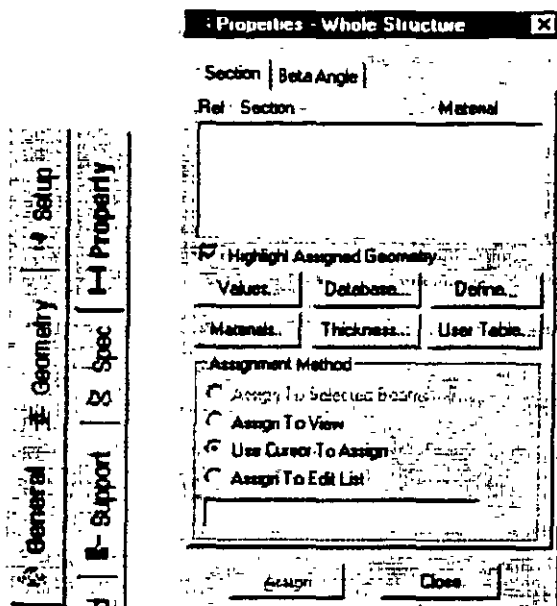 Properties - Whole Structure
Section
Beta Angle
Ref Section
Material
Highlight Assigned Geometry
Values...
Database...
Define...
Materials...
Thickness...
User Table...
Assignment Method
Assign To Selected Beams
Assign To View
Use Cursor To Assign
Assign To Edit List
Assign
Close
Setup
Geometry
General
Property
Spec
Support